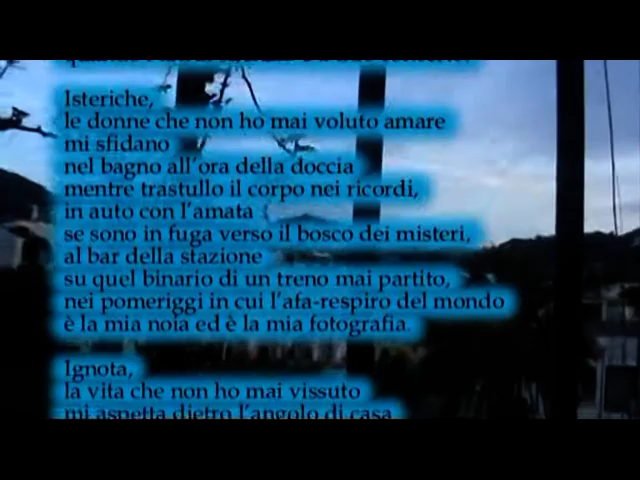 Isteriche,
le donne che non ho mai voluto amare
mi sfidano
nel bagno all'ora della doccia
mentre trastullo il corpo nei ricordi,
in auto con l'amata
se sono in fuga verso il bosco dei misteri,
al bar della stazione
su quel binario di un treno mai partito,
nei pomeriggi in cui l'afa-respiro del mondo
è la mia noia ed è la mia fotografia.
Ignota,
la vita che non ho mai vissuto
mi aspetta dietro l'angolo di casa